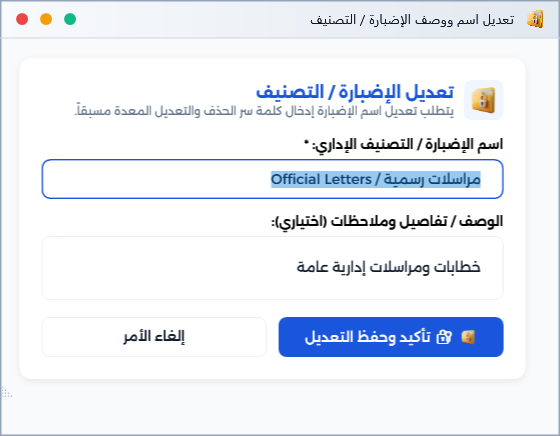 تعديل اسم ووصف الإضبارة / التصنيف
تعديل الإضبارة / التصنيف
يتطلب تعديل اسم الإضبارة إدخال كلمة سر الحذف والتعديل المعدة مسبقاً.
اسم الإضبارة / التصنيف الإداري: *
مراسلات رسمية / Official Letters
الوصف / تفاصيل وملاحظات (اختياري):
خطابات ومراسلات إدارية عامة
تأكيد وحفظ التعديل
إلغاء الأمر